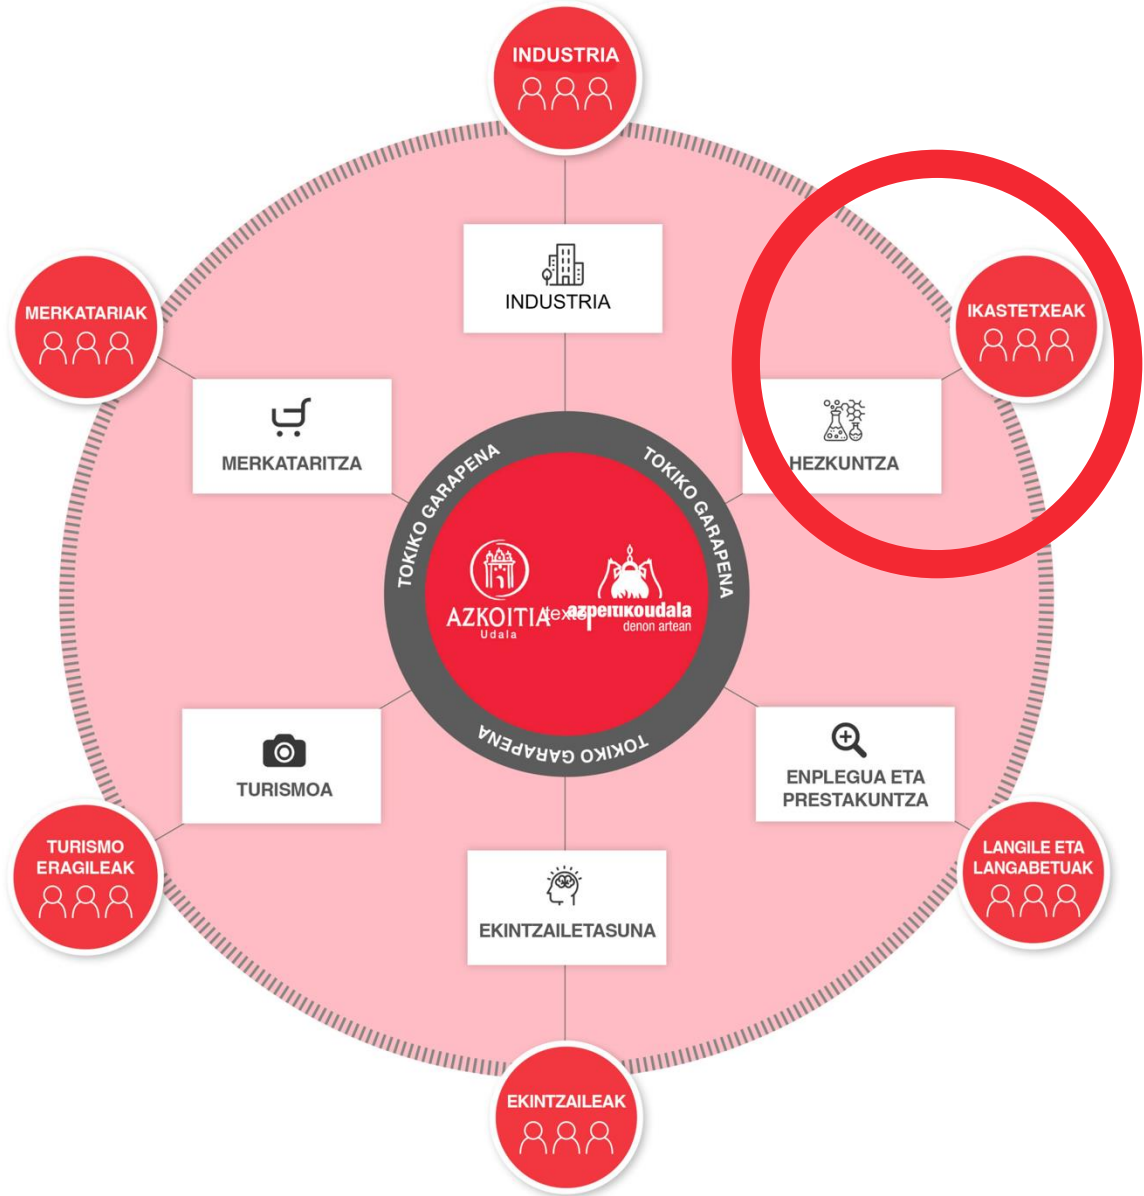 INDUSTRIA
INDUSTRIA
MERKATARIAK
IKASTETXEAK
MERKATARITZA
HEZKUNTZA
TOKIKO GARAPENA
TOKIKO GARAPENA
AZKOITIA
Udala
texto
azpeitikoudala
denon artean
TOKIKO GARAPENA
TURISMOA
ENPLEGUA ETA
PRESTAKUNTZA
TURISMO
ERAGILEAK
LANGILE ETA
LANGABETUAK
EKINTZAILETASUNA
EKINTZAILEAK